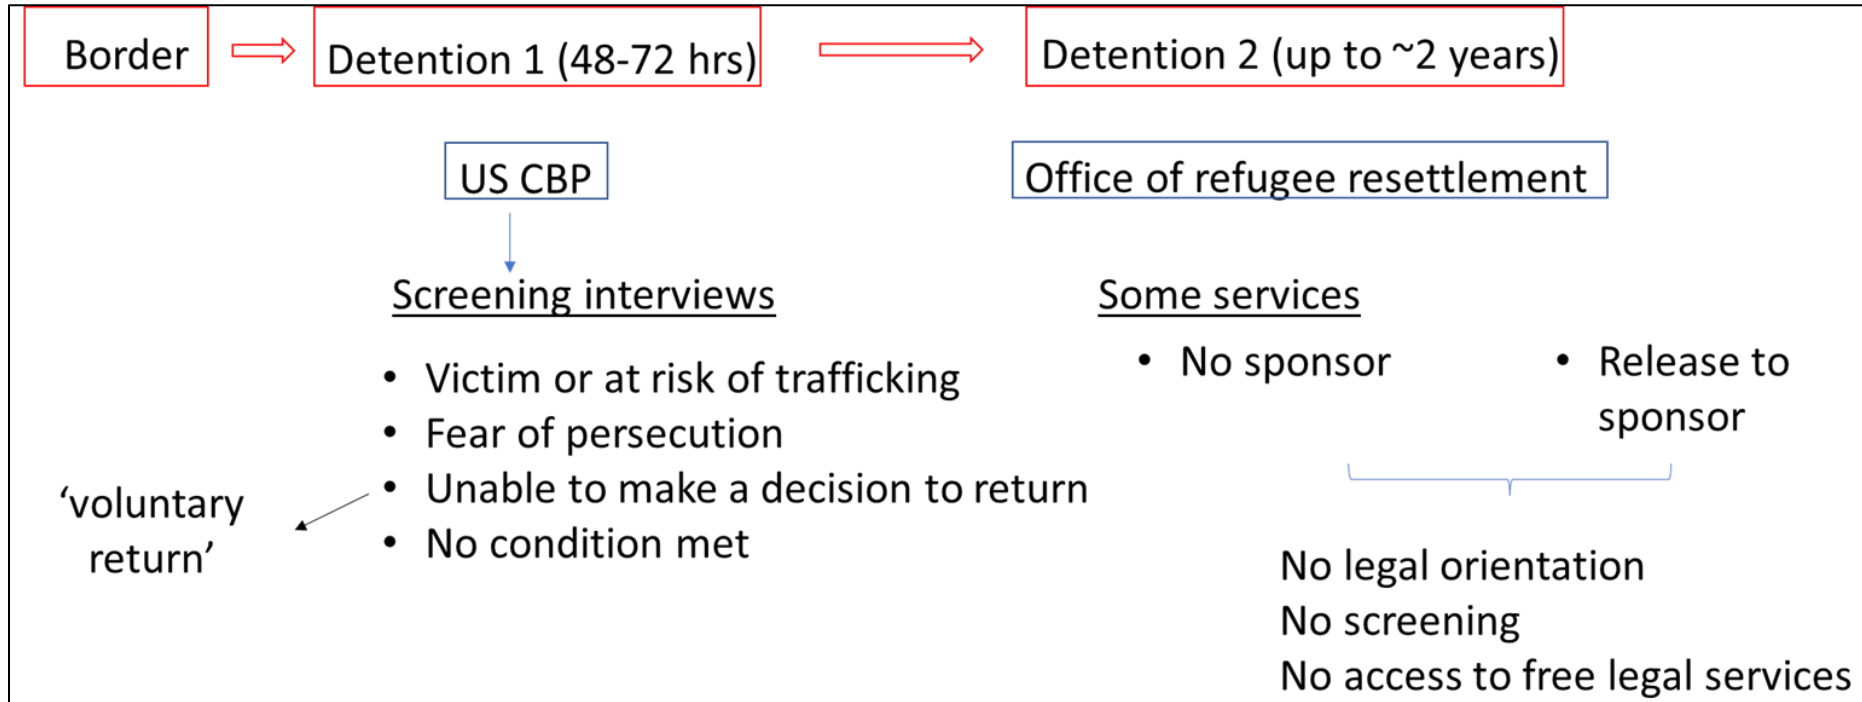 Border
Detention 1 (48-72 hrs)
Detention 2 (up to ~2 years)
US CBP
Office of refugee resettlement
Screening interviews
• Victim or at risk of trafficking
• Fear of persecution
• Unable to make a decision to return
• No condition met
‘voluntary
return’
Some services
• No sponsor
• Release to
sponsor
No legal orientation
No screening
No access to free legal services